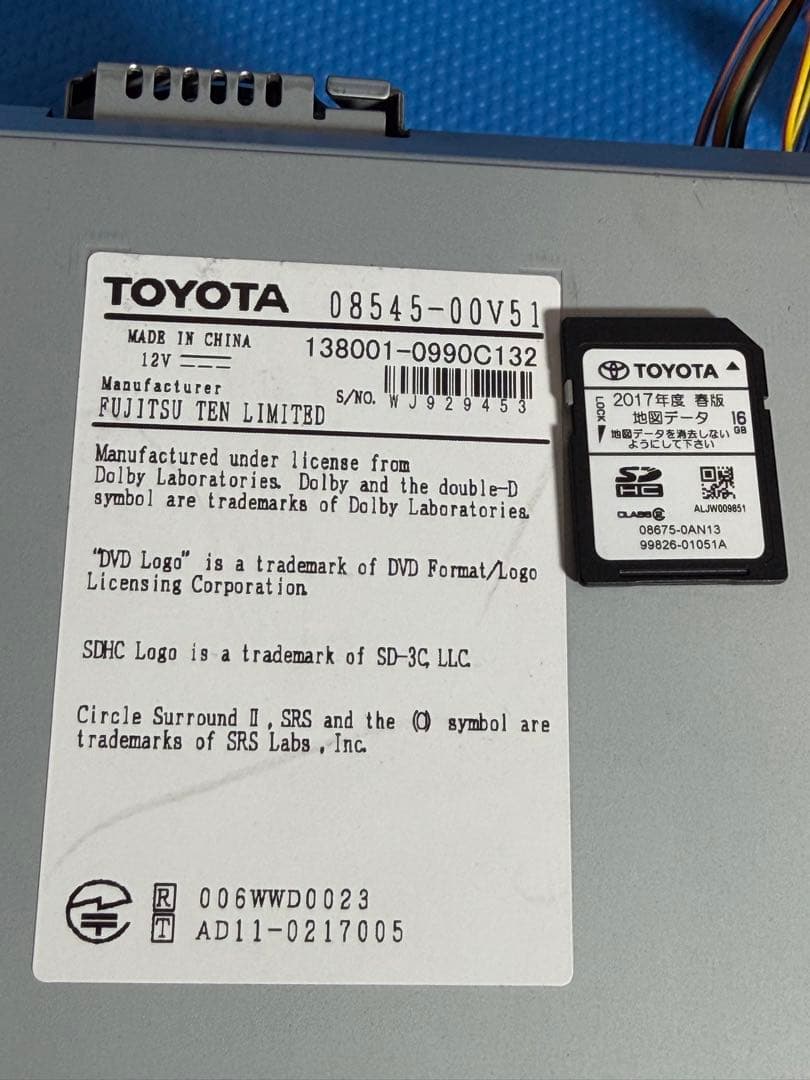 TOYOTA 08545-00V51
MADE IN CHINA
12V
138001-0990C132
Manufacturer
FUJITSU TEN LIMITED
S/NO. WJ929453
Manufactured under license from
Dolby Laboratories. Dolby and the double-D
symbol are trademarks of Dolby Laboratories.
"DVD Logo" is a trademark of DVD Format/Logo
Licensing Corporation.
SDHC Logo is a trademark of SD-3C, LLC.
Circle Surround II, SRS and the (O) symbol are
trademarks of SRS Labs, Inc.
R 006WWD0023
T AD11-0217005
TOYOTA
LOCK
2017年度 春版
地図データ 16GB
地図データを消去しない
ようにして下さい
SD HC
CLASS 6
ALJW009851
08675-0AN13
99826-01051A